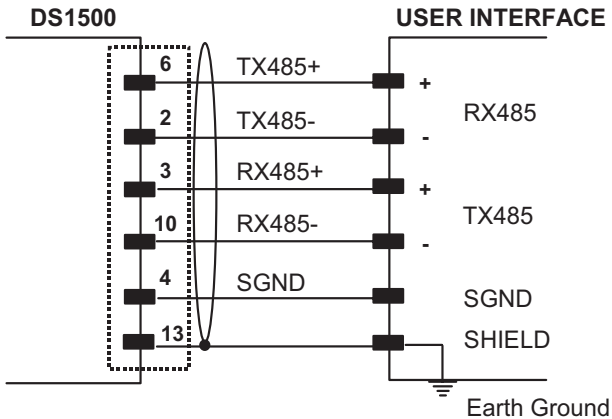 DS1500 USER INTERFACE
6 TX485+ +
RX485
2 TX485- -
3 RX485+ +
TX485
10 RX485- -
4 SGND SGND
13 SHIELD
Earth Ground